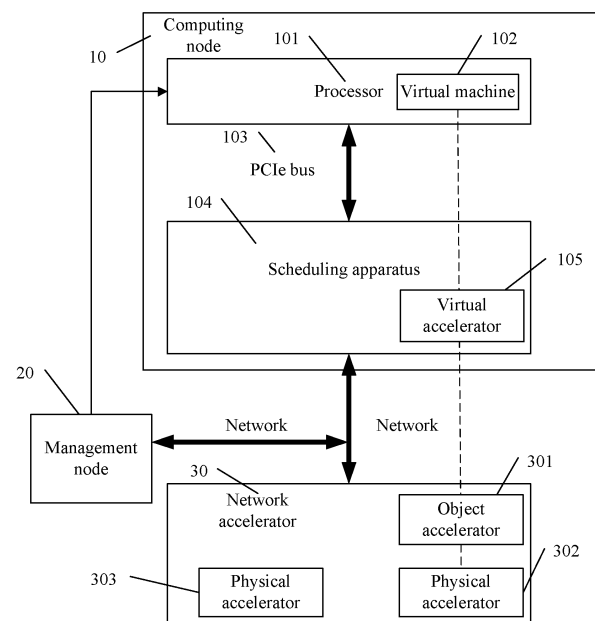 Computing
node
10
101
102
Processor
Virtual machine
103
PCIe bus
104
Scheduling apparatus
105
Virtual
accelerator
20
Management
node
Network
Network
30
Network
accelerator
301
Object
accelerator
303
Physical
accelerator
302
Physical
accelerator